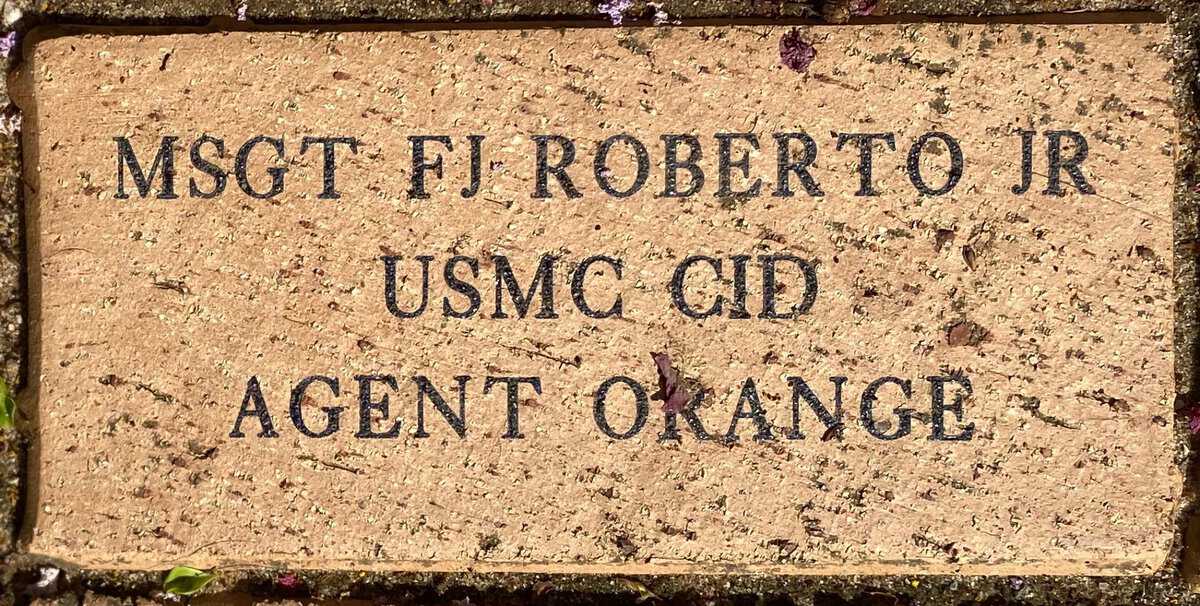 MSGT FJ ROBERTO JR
USMC CID
AGENT ORANGE